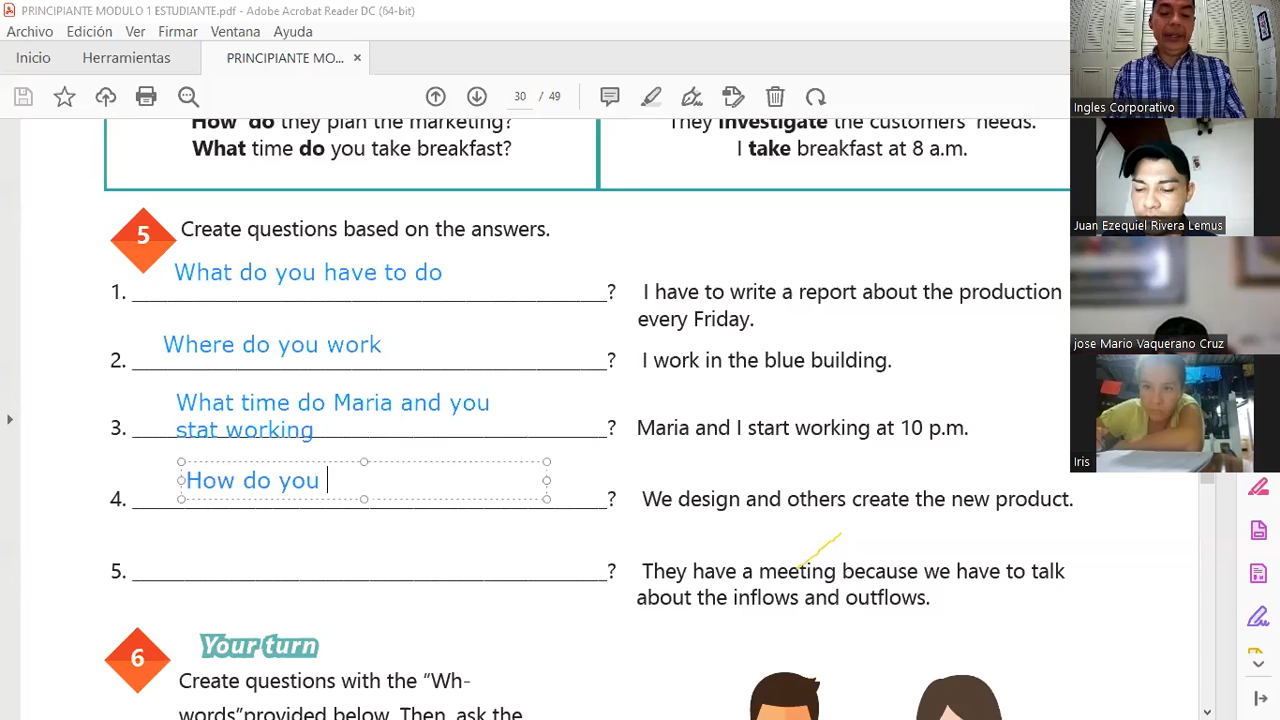 PRINCIPIANTE MODULO 1 ESTUDIANTE.pdf - Adobe Acrobat Reader DC (64-bit)
Archivo Edición Ver Firmar Ventana Ayuda
Inicio Herramientas PRINCIPIANTE MO... ×
30 / 49
How do they plan the marketing?
What time do you take breakfast?
They investigate the customers' needs.
I take breakfast at 8 a.m.
5 Create questions based on the answers.
What do you have to do
1. ? I have to write a report about the production
every Friday.
Where do you work
2. ? I work in the blue building.
What time do Maria and you
stat working
3. ? Maria and I start working at 10 p.m.
How do you
4. ? We design and others create the new product.
5. ? They have a meeting because we have to talk
about the inflows and outflows.
6 Your turn
Create questions with the “Wh-
words”provided below. Then, ask the
Ingles Corporativo
Juan Ezequiel Rivera Lemus
jose Mario Vaquerano Cruz
Iris